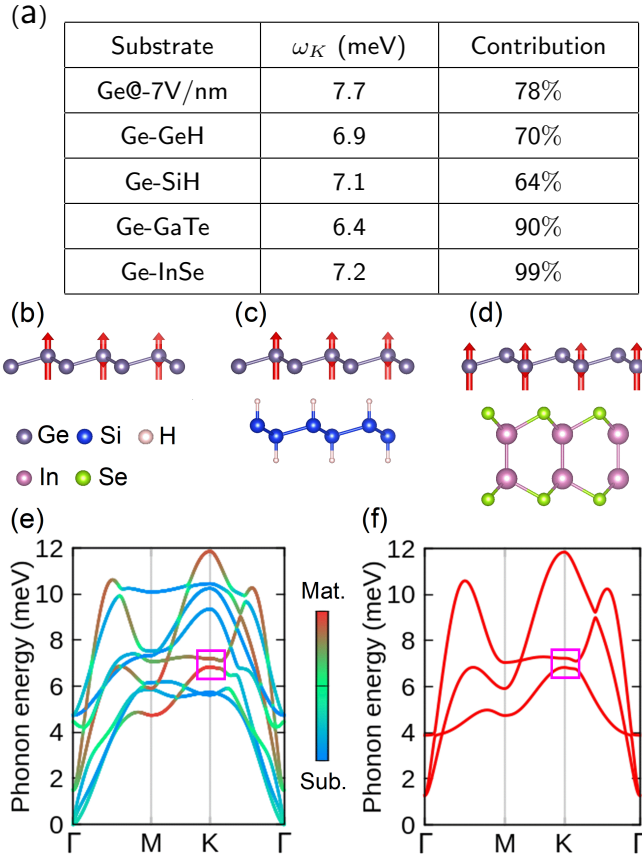 (a)
Substrate ω_K (meV) Contribution
Ge@-7V/nm 7.7 78%
Ge-GeH 6.9 70%
Ge-SiH 7.1 64%
Ge-GaTe 6.4 90%
Ge-InSe 7.2 99%
(b) (c) (d)
Ge Si H
In Se
(e) (f)
Phonon energy (meV)
12
10
8
6
4
2
0
Γ M K Γ
Mat.
Sub.
Phonon energy (meV)
12
10
8
6
4
2
0
Γ M K Γ